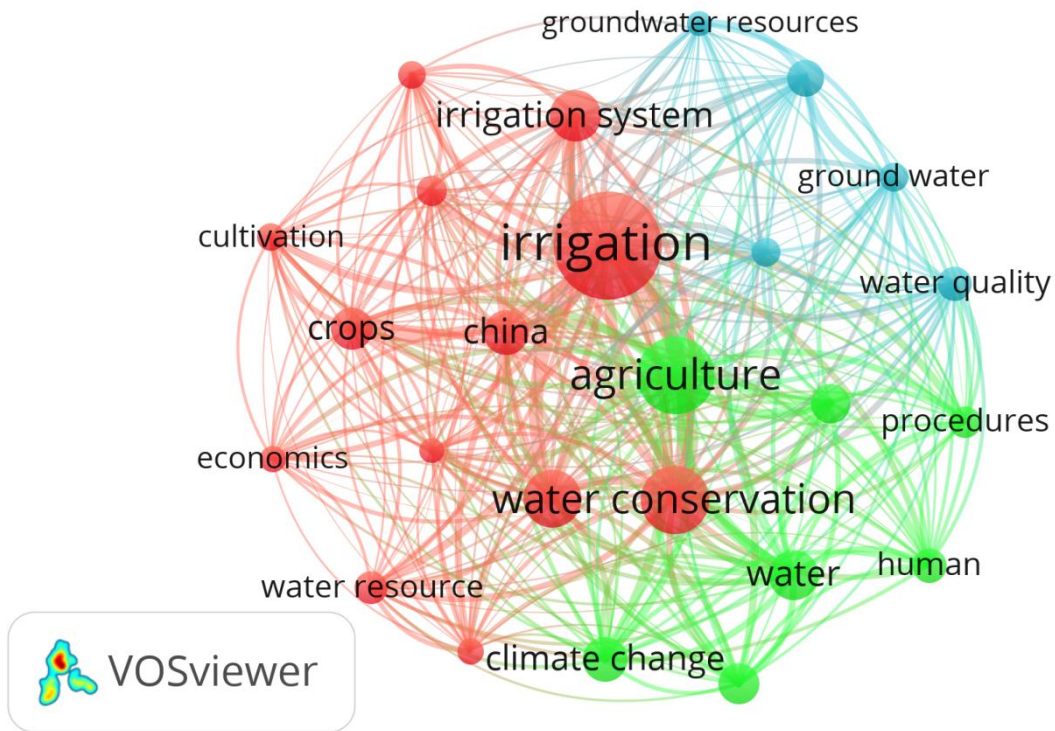 groundwater resources
irrigation system
ground water
cultivation
irrigation
water quality
crops
china
agriculture
procedures
economics
water conservation
water resource
water
human
climate change
VOSviewer